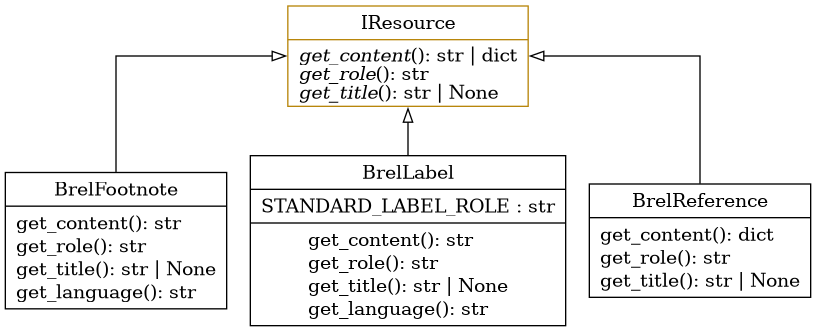 IResource
get_content(): str | dict
get_role(): str
get_title(): str | None
BrelFootnote
get_content(): str
get_role(): str
get_title(): str | None
get_language(): str
BrelLabel
STANDARD_LABEL_ROLE : str
get_content(): str
get_role(): str
get_title(): str | None
get_language(): str
BrelReference
get_content(): dict
get_role(): str
get_title(): str | None